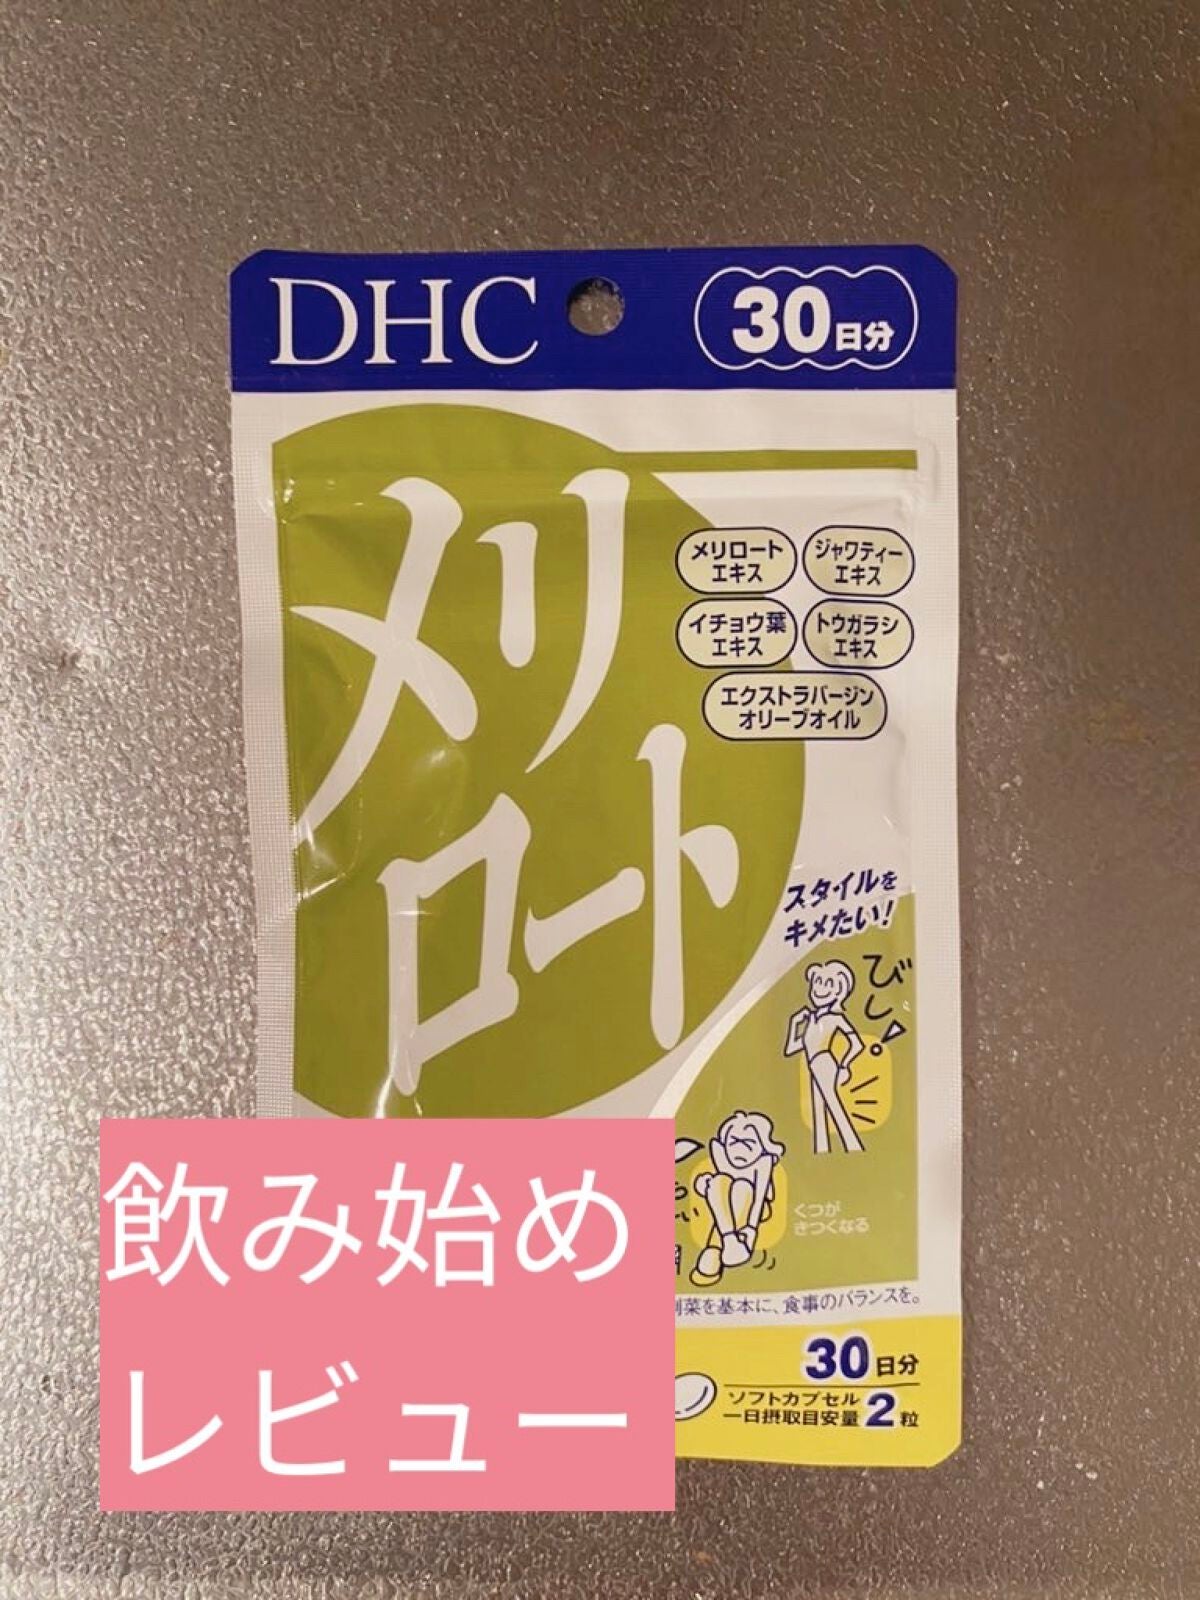 DHC
30日分
メリ
ロート
メリロート
エキス
ジャワティー
エキス
イチョウ葉
エキス
トウガラシ
エキス
エクストラバージン
オリーブオイル
スタイルを
キメたい!
びしっ!
くつが
きつくなる
副菜を基本に、食事のバランスを。
30日分
ソフトカプセル
一日摂取目安量 2粒
飲み始め
レビュー